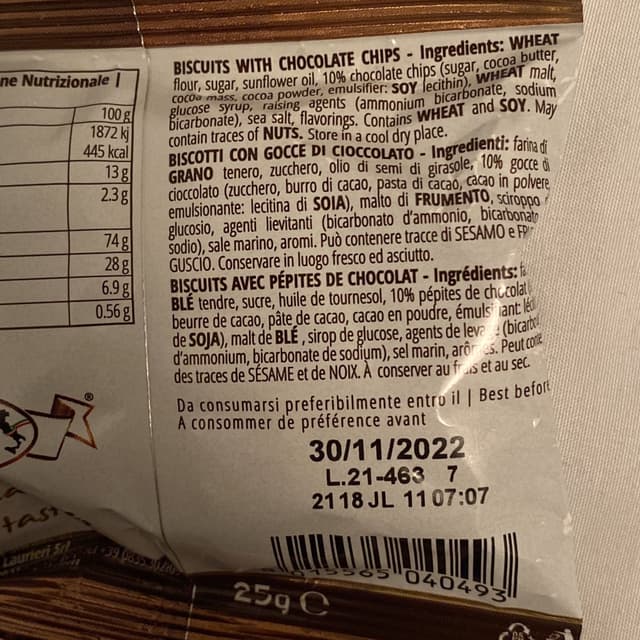 ne Nutrizionale |
100 g
1872 kj
445 kcal
13 g
2.3 g
74 g
28 g
6.9 g
0.56 g
®
BISCUITS WITH CHOCOLATE CHIPS - Ingredients: WHEAT
flour, sugar, sunflower oil, 10% chocolate chips (sugar, cocoa butter,
cocoa mass, cocoa powder, emulsifier: SOY lecithin), WHEAT malt,
glucose syrup, raising agents (ammonium bicarbonate, sodium
bicarbonate), sea salt, flavorings. Contains WHEAT and SOY. May
contain traces of NUTS. Store in a cool dry place.
BISCOTTI CON GOCCE DI CIOCCOLATO - Ingredienti: farina di
GRANO tenero, zucchero, olio di semi di girasole, 10% gocce di
cioccolato (zucchero, burro di cacao, pasta di cacao, cacao in polvere
emulsionante: lecitina di SOIA), malto di FRUMENTO, sciroppo
glucosio, agenti lievitanti (bicarbonato d'ammonio, bicarbonato
sodio), sale marino, aromi. Può contenere tracce di SESAMO e
GUSCIO. Conservare in luogo fresco ed asciutto.
BISCUITS AVEC PÉPITES DE CHOCOLAT - Ingrédients:
BLÉ tendre, sucre, huile de tournesol, 10% pépites de chocolat
beurre de cacao, pâte de cacao, cacao en poudre, émulsifiant:
de SOJA), malt de BLÉ , sirop de glucose, agents de
d'ammonium, bicarbonate de sodium), sel marin, arômes. Peut
des traces de SÉSAME et de NOIX. À conserver au frais et au sec.
Da consumarsi preferibilmente entro il | Best before
A consommer de préférence avant
30/11/2022
L.21-463 7
2118 JL 11 07:07
040493
25g e
Laurieri Srl